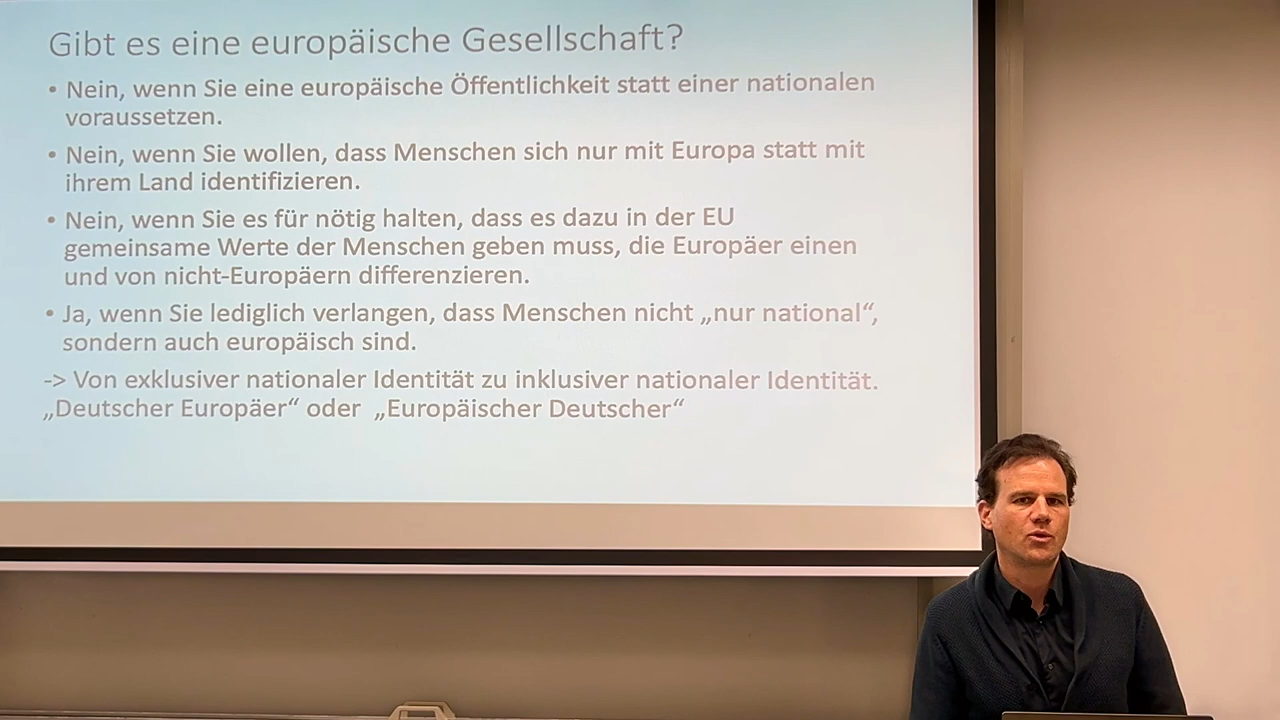 Gibt es eine europäische Gesellschaft?
• Nein, wenn Sie eine europäische Öffentlichkeit statt einer nationalen
voraussetzen.
• Nein, wenn Sie wollen, dass Menschen sich nur mit Europa statt mit
ihrem Land identifizieren.
• Nein, wenn Sie es für nötig halten, dass es dazu in der EU
gemeinsame Werte der Menschen geben muss, die Europäer einen
und von nicht-Europäern differenzieren.
• Ja, wenn Sie lediglich verlangen, dass Menschen nicht „nur national“,
sondern auch europäisch sind.
-> Von exklusiver nationaler Identität zu inklusiver nationaler Identität.
„Deutscher Europäer“ oder „Europäischer Deutscher“